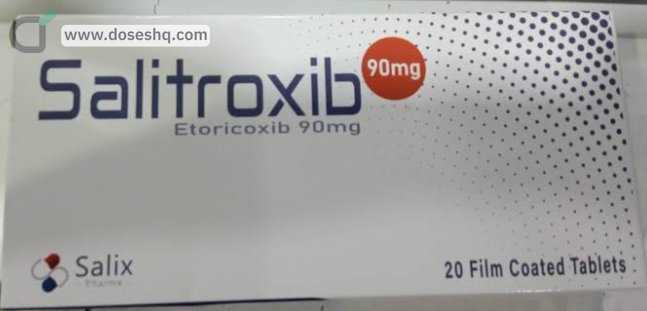 www.doseshq.com
Salitroxib 90mg
Etoricoxib 90mg
Salix
Pharma
20 Film Coated Tablets